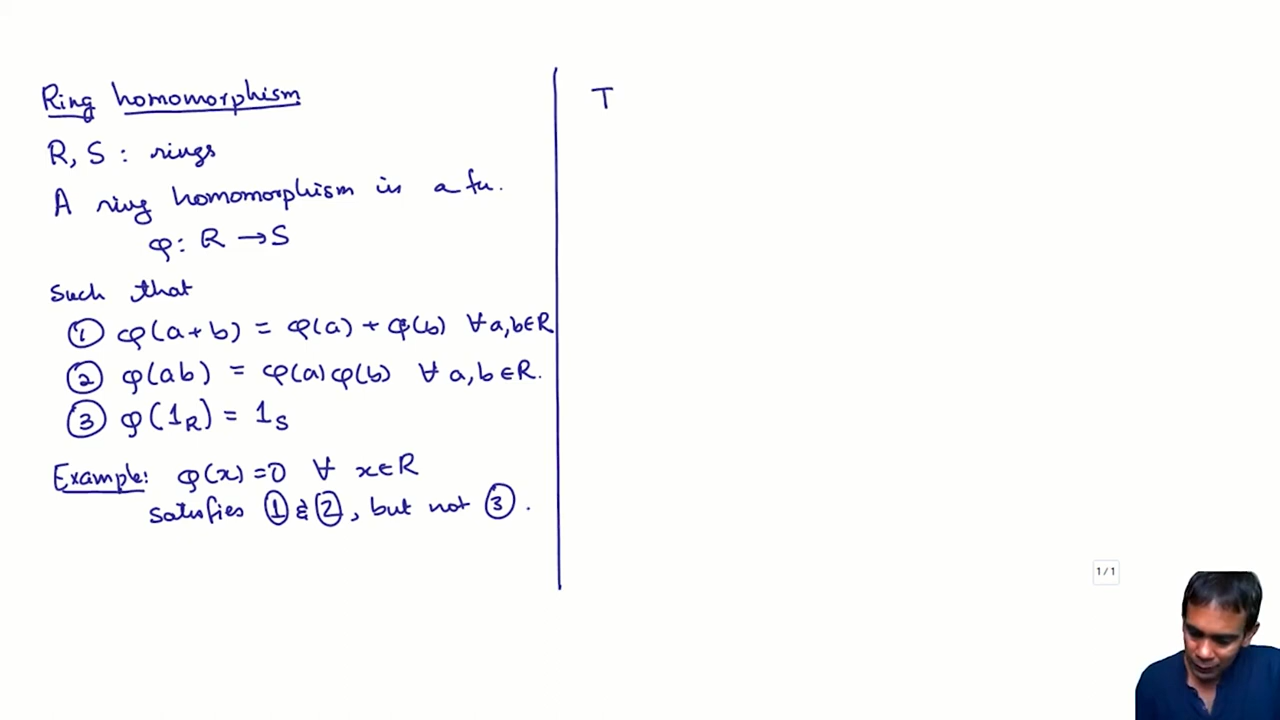 Ring homomorphism
R, S : rings
A ring homomorphism is a fn.
φ: R → S
Such that
① φ(a+b) = φ(a) + φ(b) ∀ a,b∈R
② φ(ab) = φ(a)φ(b) ∀ a,b ∈R.
③ φ(1_R) = 1_S
Example: φ(x) =0 ∀ x∈R
satisfies ① & ②, but not ③.
T
1/1